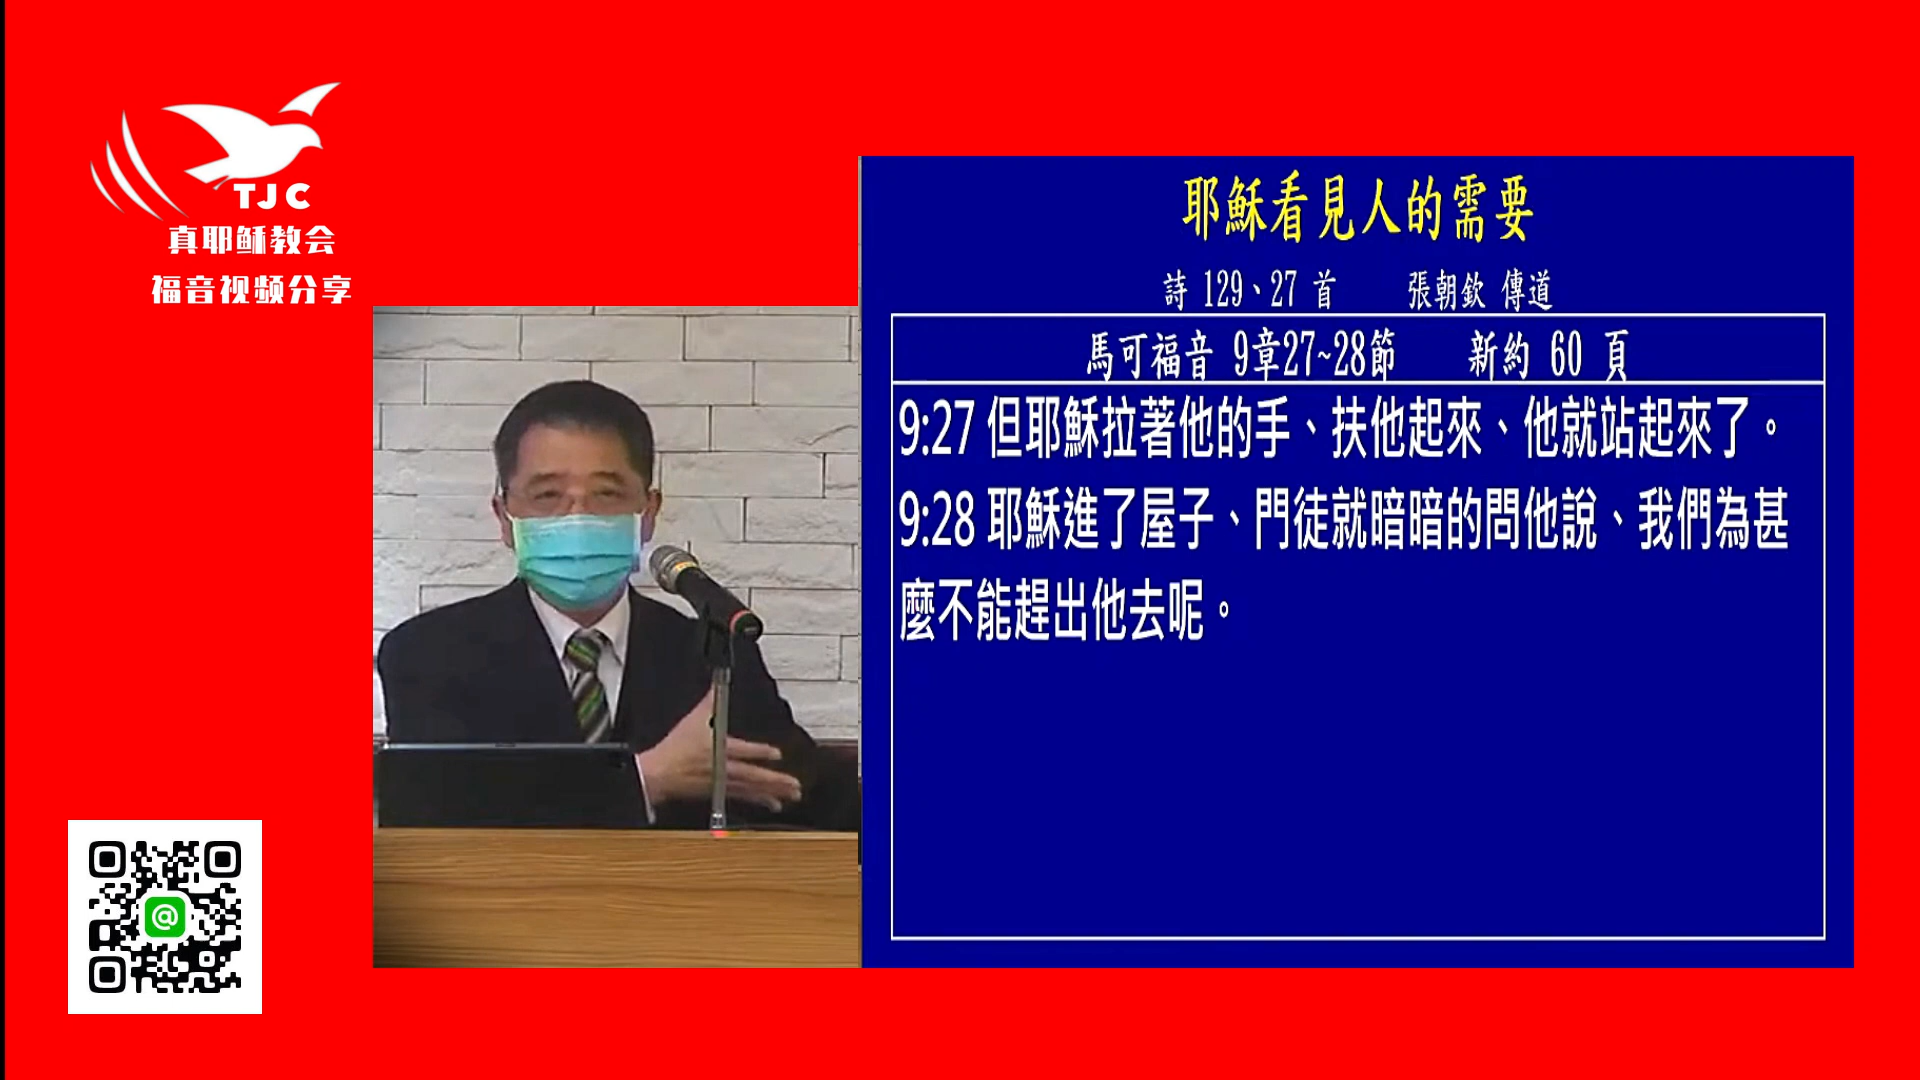 TJC
真耶稣教会
福音视频分享
耶穌看見人的需要
詩 129、27 首 張朝欽 傳道
馬可福音 9章27~28節 新約 60 頁
9:27 但耶穌拉著他的手、扶他起來、他就站起來了。
9:28 耶穌進了屋子、門徒就暗暗的問他說、我們為甚
麼不能趕出他去呢。
@